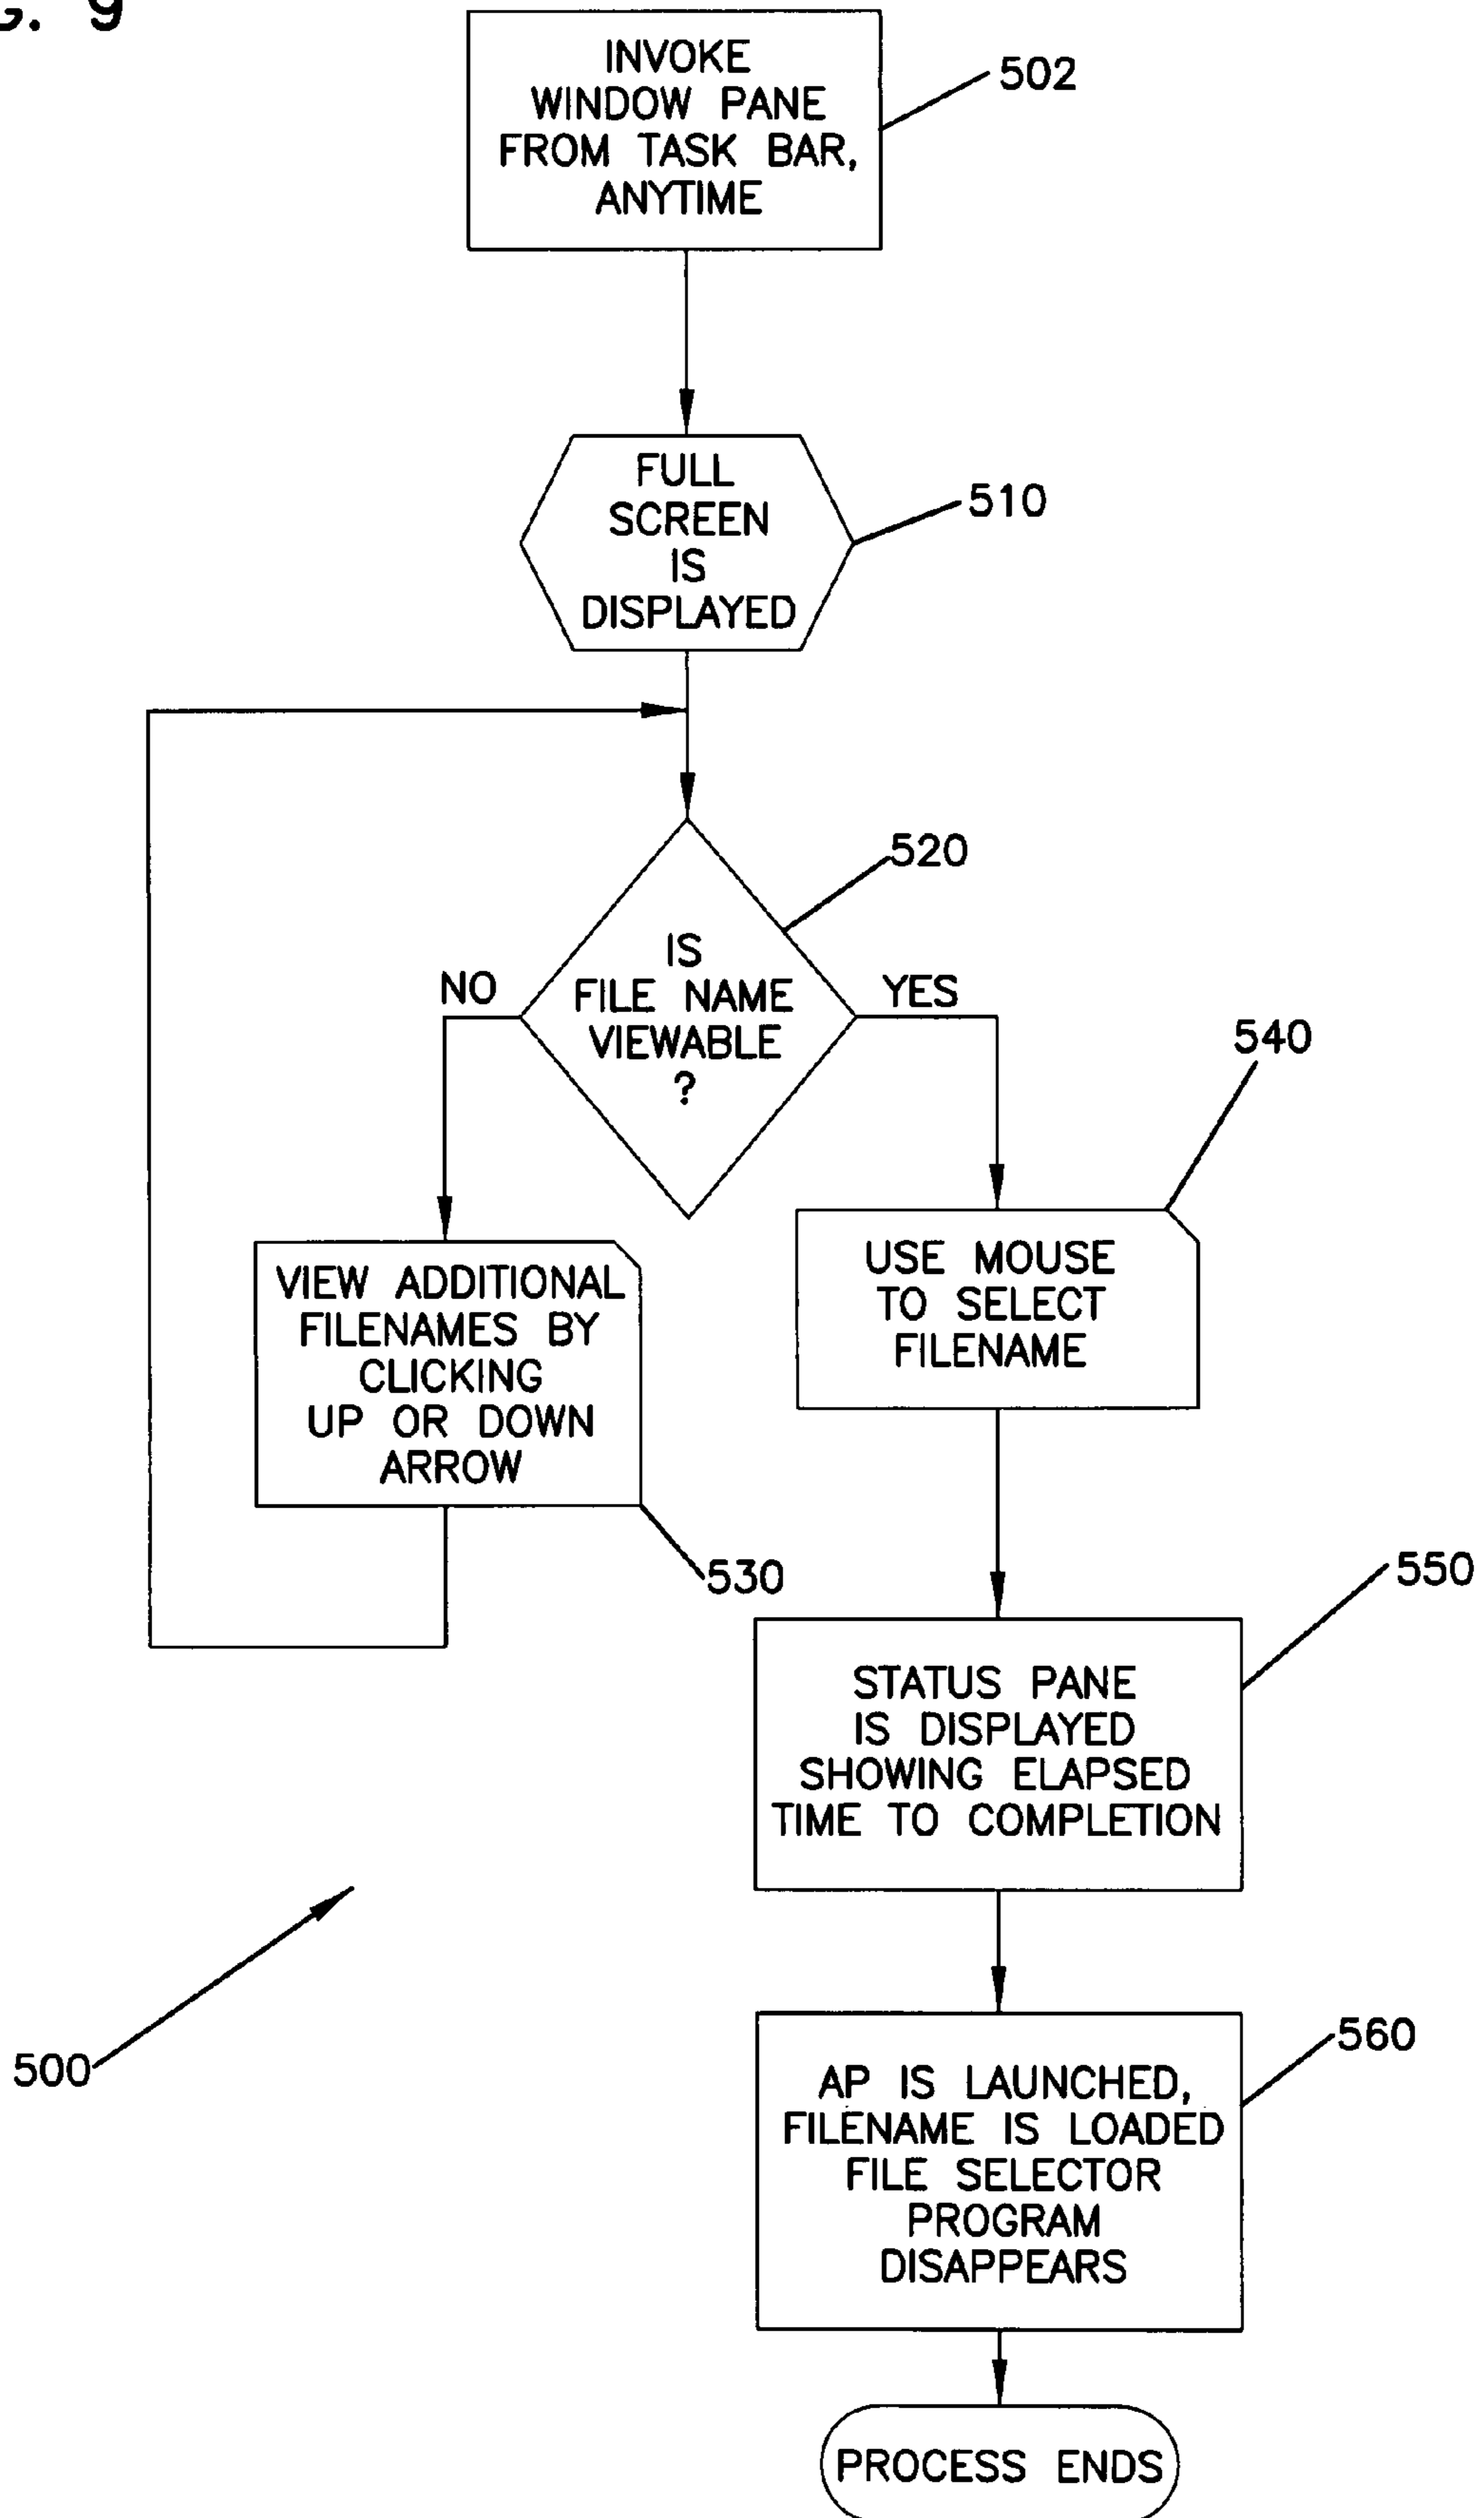 9
INVOKE
WINDOW PANE
FROM TASK BAR,
ANYTIME
502
FULL
SCREEN
IS
DISPLAYED
510
520
IS
FILE NAME
VIEWABLE
?
NO
YES
540
USE MOUSE
TO SELECT
FILENAME
VIEW ADDITIONAL
FILENAMES BY
CLICKING
UP OR DOWN
ARROW
530
550
STATUS PANE
IS DISPLAYED
SHOWING ELAPSED
TIME TO COMPLETION
500
560
AP IS LAUNCHED,
FILENAME IS LOADED
FILE SELECTOR
PROGRAM
DISAPPEARS
PROCESS ENDS